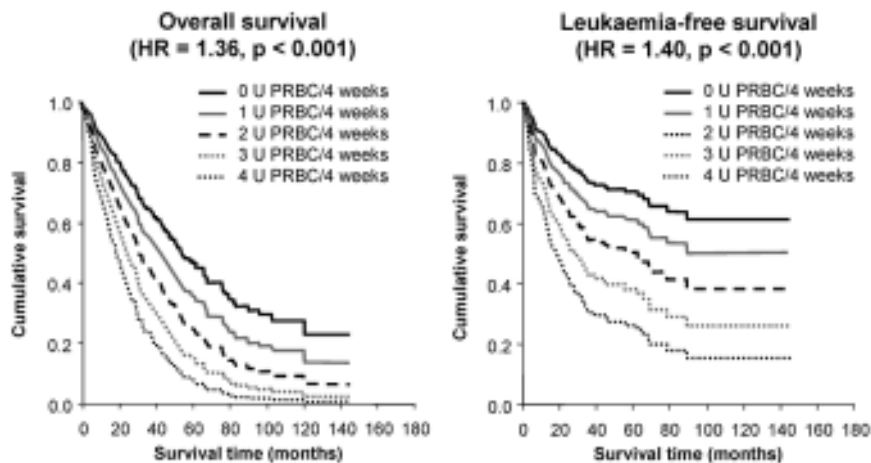 Overall survival
(HR = 1.36, p < 0.001)
0 U PRBC/4 weeks
1 U PRBC/4 weeks
2 U PRBC/4 weeks
3 U PRBC/4 weeks
4 U PRBC/4 weeks
Cumulative survival
1.0
0.8
0.6
0.4
0.2
0.0
0 20 40 60 80 100 120 140 160 180
Survival time (months)
Leukaemia-free survival
(HR = 1.40, p < 0.001)
0 U PRBC/4 weeks
1 U PRBC/4 weeks
2 U PRBC/4 weeks
3 U PRBC/4 weeks
4 U PRBC/4 weeks
Cumulative survival
1.0
0.8
0.6
0.4
0.2
0.0
0 20 40 60 80 100 120 140 160 180
Survival time (months)